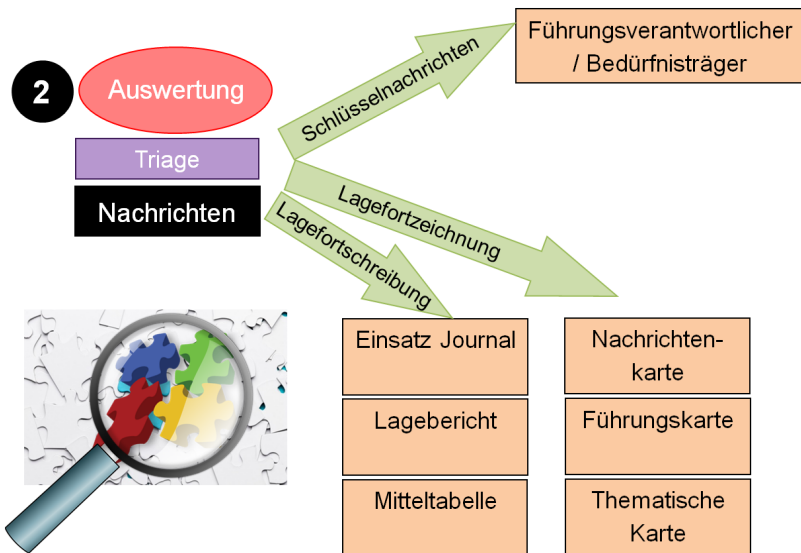 2
Auswertung
Triage
Nachrichten
Schlüsselnachrichten
Führungsverantwortlicher
/ Bedürfnisträger
Lagefortzeichnung
Lagefortschreibung
Einsatz Journal
Lagebericht
Mitteltabelle
Nachrichten-
karte
Führungskarte
Thematische
Karte